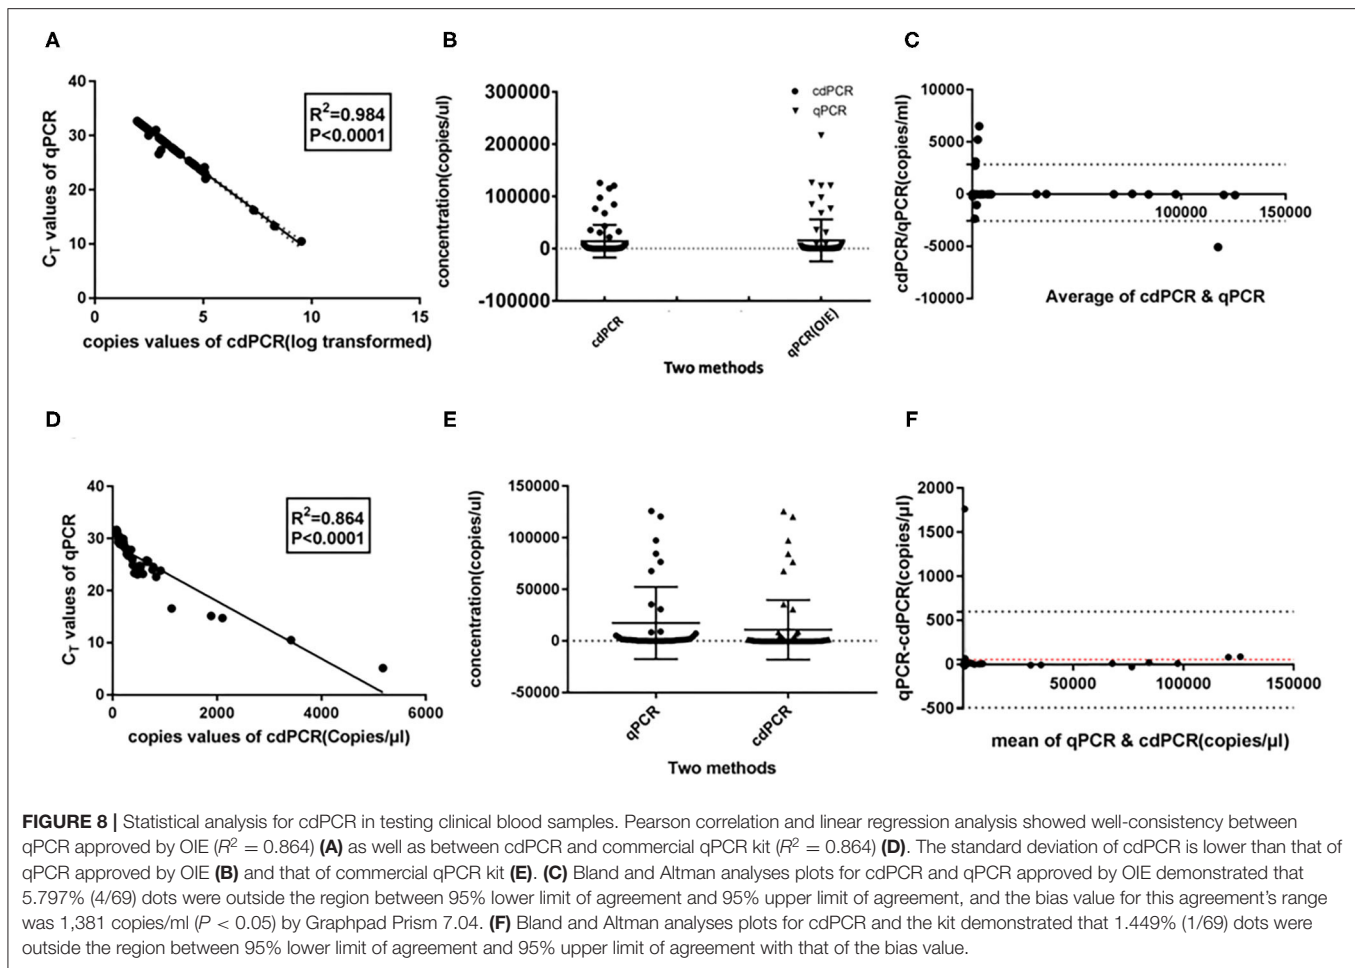 A
40
30
20
10
0
0
5
10
15
C_T values of qPCR
R²=0.984
P<0.0001
copies values of cdPCR(log transformed)
B
300000
200000
100000
0
-100000
concentration(copies/ul)
cdPCR
qPCR
cdPCR
qPCR(OIE)
Two methods
C
10000
5000
0
-5000
-10000
100000
150000
cdPCR/qPCR(copies/ml)
Average of cdPCR & qPCR
D
40
30
20
10
0
0
2000
4000
6000
C_T values of qPCR
R²=0.864
P<0.0001
copies values of cdPCR(Copies/µl)
E
150000
100000
50000
0
-50000
concentration(copies/ul)
qPCR
cdPCR
Two methods
F
2000
1500
1000
500
0
-500
50000
100000
150000
qPCR-cdPCR(copies/µl)
mean of qPCR & cdPCR(copies/µl)
FIGURE 8 | Statistical analysis for cdPCR in testing clinical blood samples. Pearson correlation and linear regression analysis showed well-consistency between
qPCR approved by OIE (R² = 0.864) (A) as well as between cdPCR and commercial qPCR kit (R² = 0.864) (D). The standard deviation of cdPCR is lower than that of
qPCR approved by OIE (B) and that of commercial qPCR kit (E). (C) Bland and Altman analyses plots for cdPCR and qPCR approved by OIE demonstrated that
5.797% (4/69) dots were outside the region between 95% lower limit of agreement and 95% upper limit of agreement, and the bias value for this agreement's range
was 1,381 copies/ml (P < 0.05) by Graphpad Prism 7.04. (F) Bland and Altman analyses plots for cdPCR and the kit demonstrated that 1.449% (1/69) dots were
outside the region between 95% lower limit of agreement and 95% upper limit of agreement with that of the bias value.